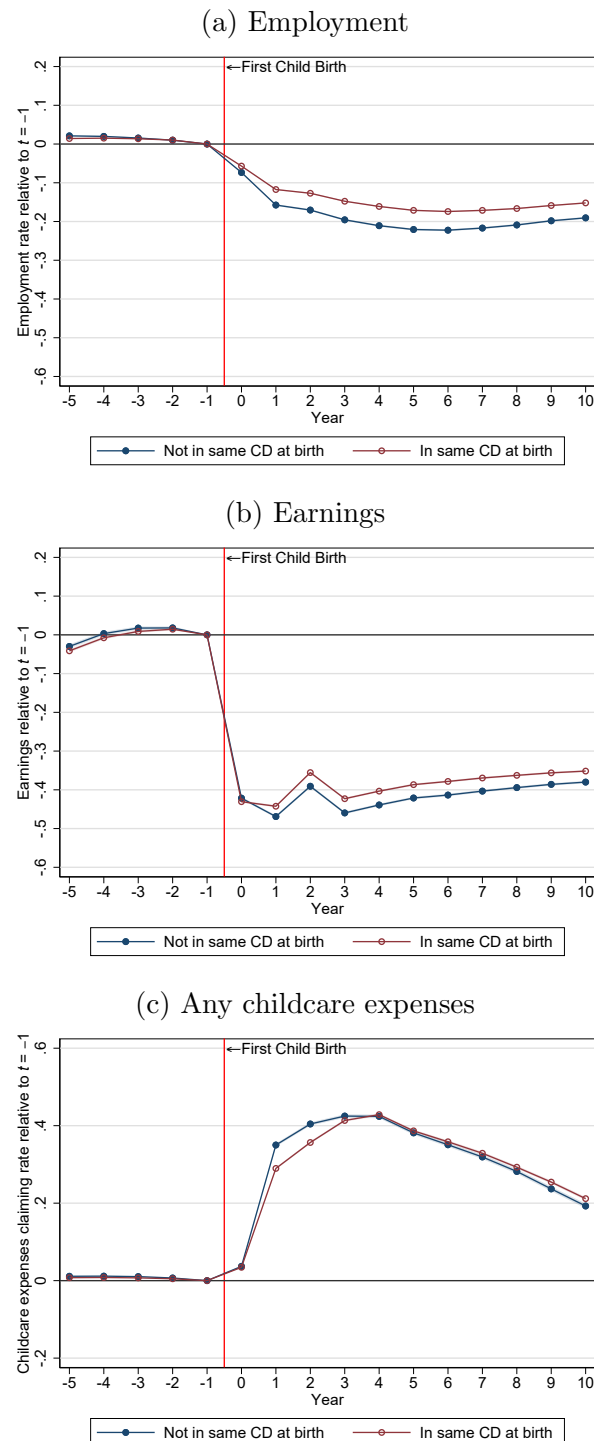 (a) Employment
Employment rate relative to t = −1
.2
.1
0
-.1
-.2
-.3
-.4
-.5
-.6
←First Child Birth
-5 -4 -3 -2 -1 0 1 2 3 4 5 6 7 8 9 10
Year
Not in same CD at birth In same CD at birth
(b) Earnings
Earnings relative to t = −1
.2
.1
0
-.1
-.2
-.3
-.4
-.5
-.6
←First Child Birth
-5 -4 -3 -2 -1 0 1 2 3 4 5 6 7 8 9 10
Year
Not in same CD at birth In same CD at birth
(c) Any childcare expenses
Childcare expenses claiming rate relative to t = −1
.6
.4
.2
0
-.2
←First Child Birth
-5 -4 -3 -2 -1 0 1 2 3 4 5 6 7 8 9 10
Year
Not in same CD at birth In same CD at birth